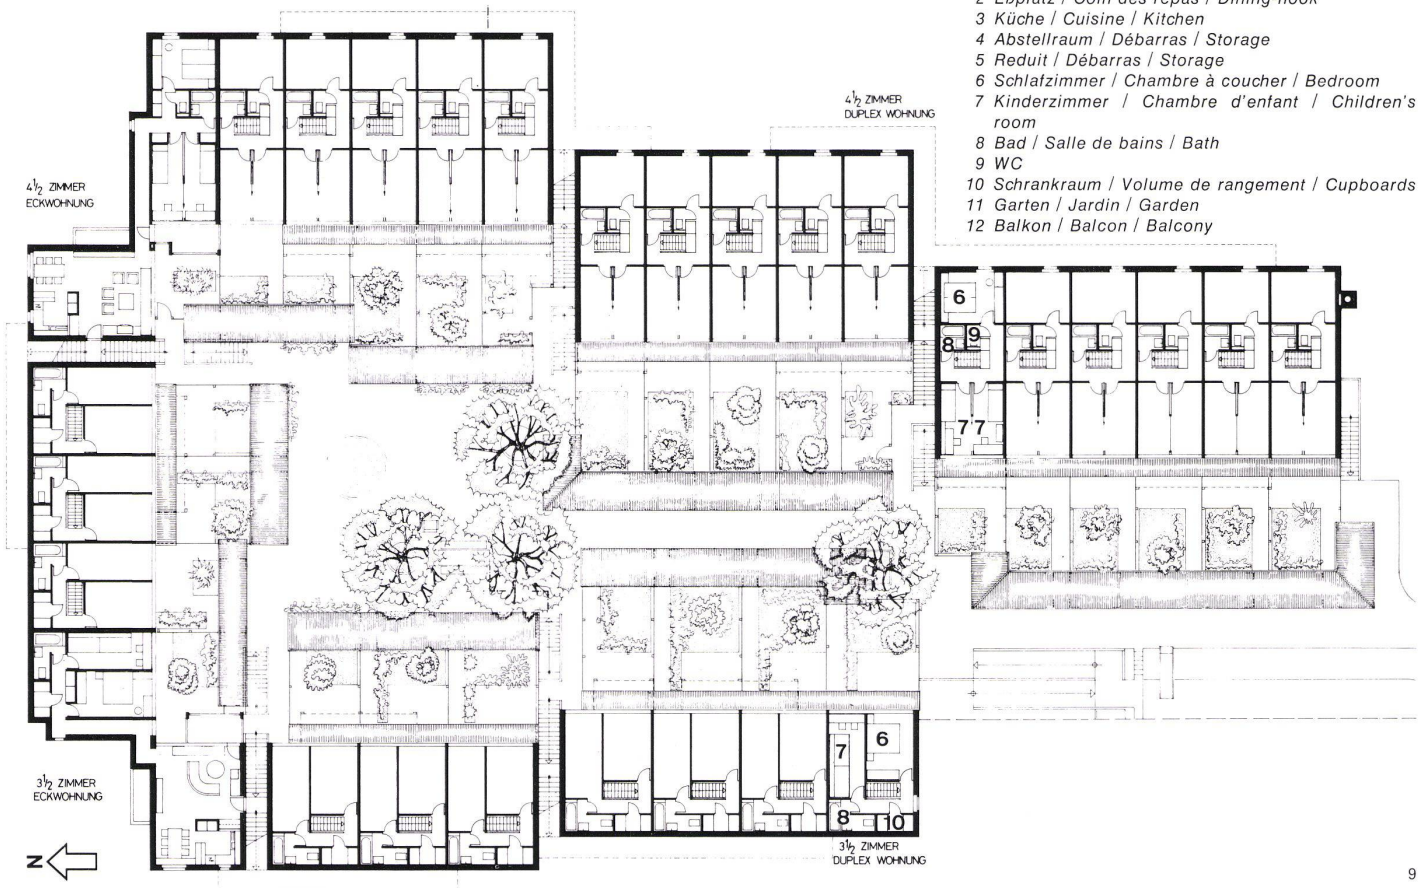 2 Eßplatz / Coin des repas / Dining-nook
3 Küche / Cuisine / Kitchen
4 Abstellraum / Débarras / Storage
5 Reduit / Débarras / Storage
6 Schlafzimmer / Chambre à coucher / Bedroom
7 Kinderzimmer / Chambre d'enfant / Children's
room
8 Bad / Salle de bains / Bath
9 WC
10 Schrankraum / Volume de rangement / Cupboards
11 Garten / Jardin / Garden
12 Balkon / Balcon / Balcony
4½ ZIMMER
DUPLEX WOHNUNG
4½ ZIMMER
ECKWOHNUNG
6
8 9
7 7
3½ ZIMMER
ECKWOHNUNG
7 6
8 10
3½ ZIMMER
DUPLEX WOHNUNG
N
9